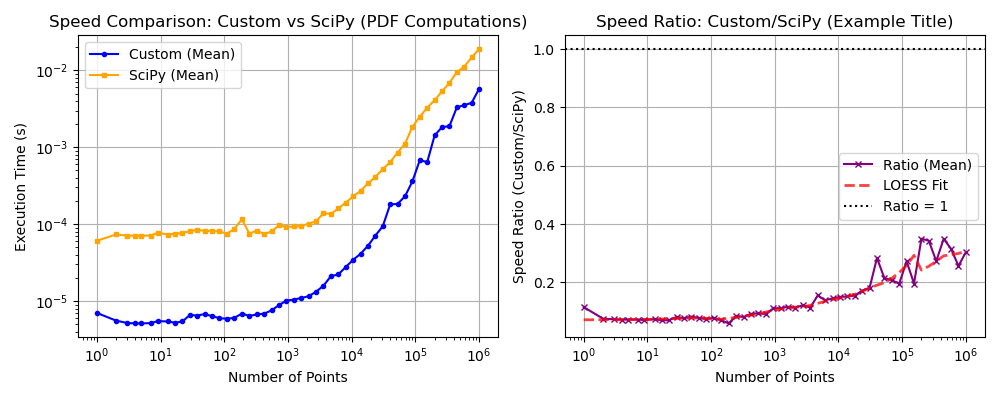 Speed Comparison: Custom vs SciPy (PDF Computations)
Custom (Mean)
SciPy (Mean)
Execution Time (s)
10⁻²
10⁻³
10⁻⁴
10⁻⁵
10⁰ 10¹ 10² 10³ 10⁴ 10⁵ 10⁶
Number of Points
Speed Ratio: Custom/SciPy (Example Title)
Ratio (Mean)
LOESS Fit
Ratio = 1
Speed Ratio (Custom/SciPy)
1.0
0.8
0.6
0.4
0.2
10⁰ 10¹ 10² 10³ 10⁴ 10⁵ 10⁶
Number of Points